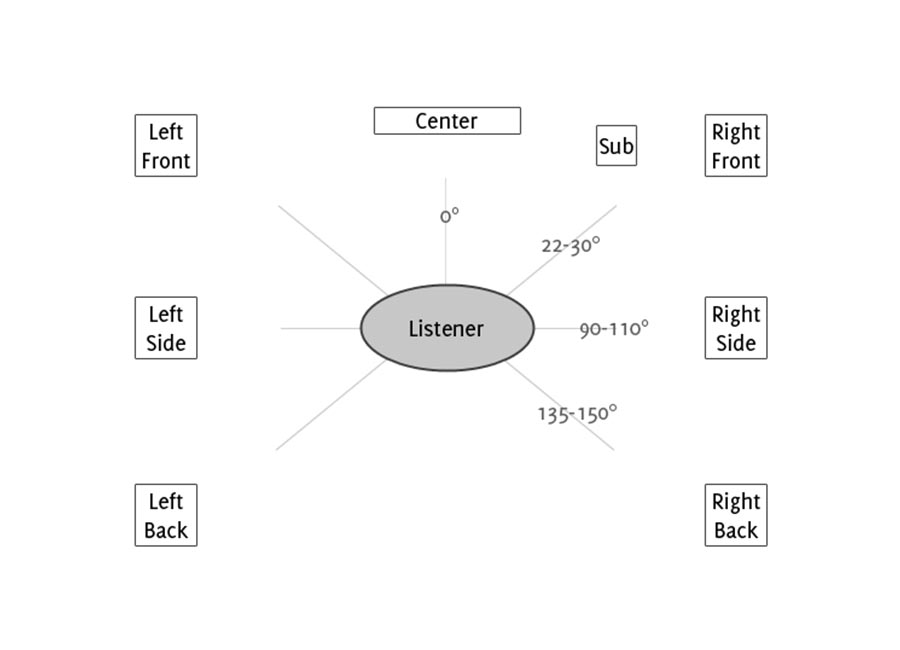 Center
Left
Front
Sub
Right
Front
0°
22-30°
Left
Side
Listener
90-110°
Right
Side
135-150°
Left
Back
Right
Back